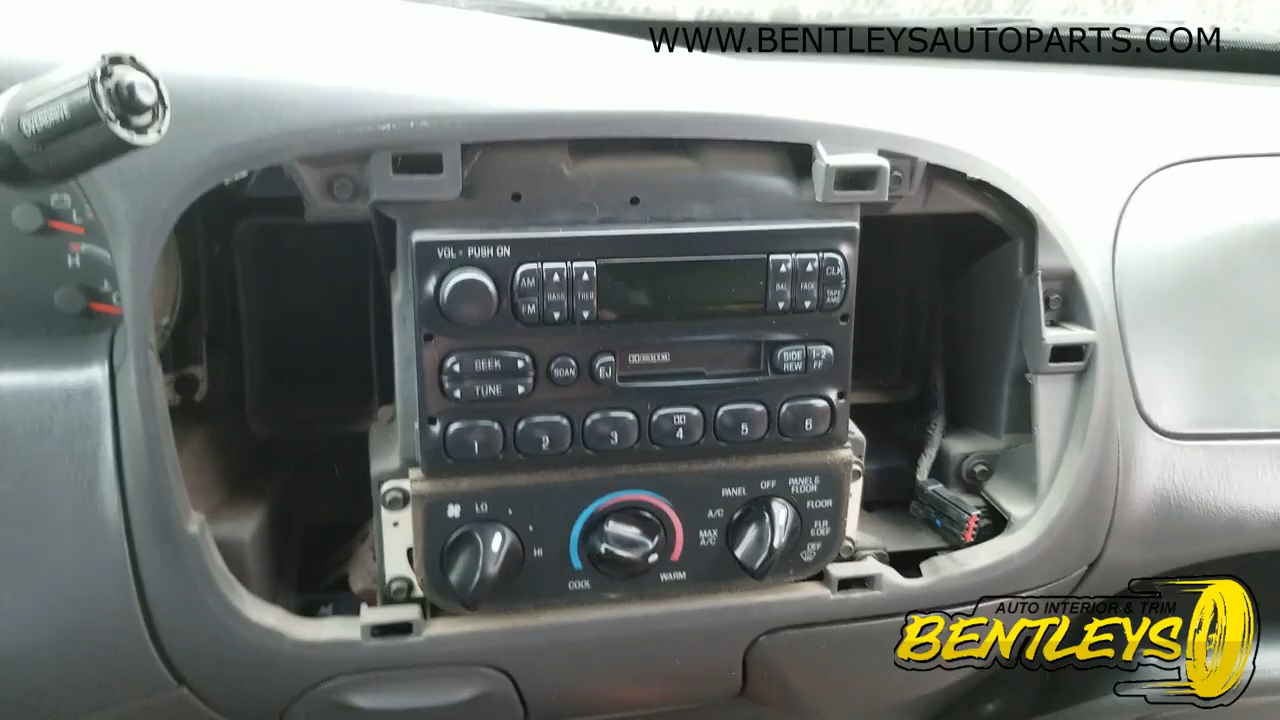 WWW.BENTLEYSAUTOPARTS.COM
OVERDRIVE
VOL - PUSH ON
AM
FM
BASS
TREB
BAL
FADE
CLK
TAPE
AMS
SEEK
TUNE
SCAN
EJ
SIDE
REW
1-2
FF
1
2
3
4
5
6
LO
HI
COOL
WARM
MAX
A/C
A/C
PANEL
OFF
PANEL &
FLOOR
FLOOR
FLR
& DEF
DEF
H
AUTO INTERIOR & TRIM
BENTLEYS